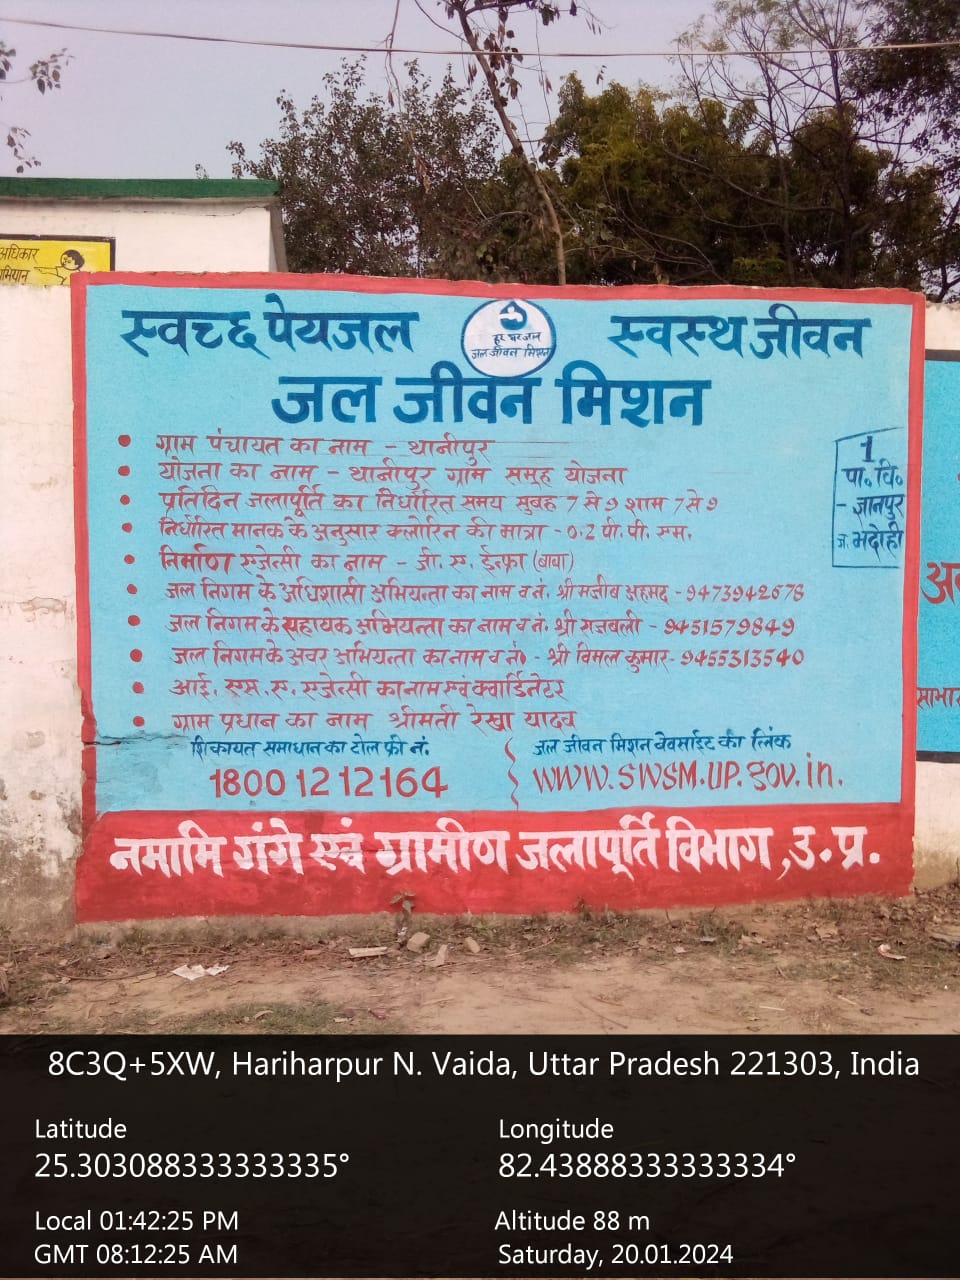 अधिकार
स्वच्छ पेयजल
हर घर जल
जल जीवन मिशन
स्वस्थ जीवन
जल जीवन मिशन
• ग्राम पंचायत का नाम - थानीपुर
• योजना का नाम - थानीपुर ग्राम समूह योजना
• प्रतिदिन जलापूर्ति का निर्धारित समय सुबह 7 से 9 शाम 7 से 9
• निर्धारित मानक के अनुसार क्लोरिन की मात्रा - 0.2 पी. पी. एम.
• निर्माण एजेन्सी का नाम - जी. ए. ईन्फ्रा (बाबा)
• जल निगम के अधिशासी अभियन्ता का नाम व नं. श्री मजीब अहमद - 9473942678
• जल निगम के सहायक अभियन्ता का नाम व नं. श्री राजबली - 9451579849
• जल निगम के अवर अभियन्ता का नाम व नं० - श्री विमल कुमार - 9455313540
• आई. एस. ए. एजेन्सी का नाम एवं क्वार्डिनेटर
• ग्राम प्रधान का नाम श्रीमती रेखा यादव
1
पा. वि.
- ज्ञानपुर
ज. भदोही
शिकायत समाधान का टोल फ्री नं.
1800 12 12164
जल जीवन मिशन वेवसाईट की लिंक
www.swsm.up.gov.in.
नमामि गंगे एवं ग्रामीण जलापूर्ति विभाग, उ. प्र.
8C3Q+5XW, Hariharpur N. Vaida, Uttar Pradesh 221303, India
Latitude
25.303088333333335°
Longitude
82.43888333333334°
Local 01:42:25 PM
GMT 08:12:25 AM
Altitude 88 m
Saturday, 20.01.2024